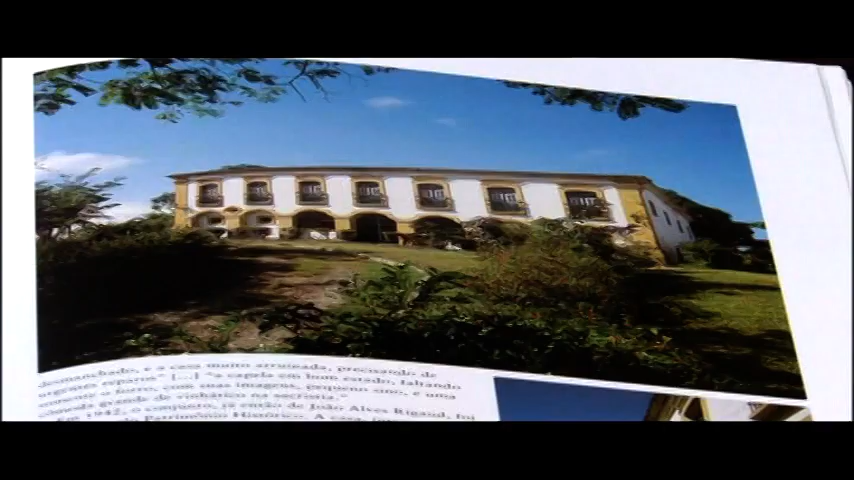 desmanchado, e a casa muito arruinada, precisando de
urgentes reparos" [...] "a capela em bom estado, faltando
somente o forro, com suas imagens, pequeno sino, e uma
cômoda grande de vinhático na sacristia."
Em 1942, o conjunto, já então de João Alves Rigaud, foi
Patrimônio Histórico. A casa,